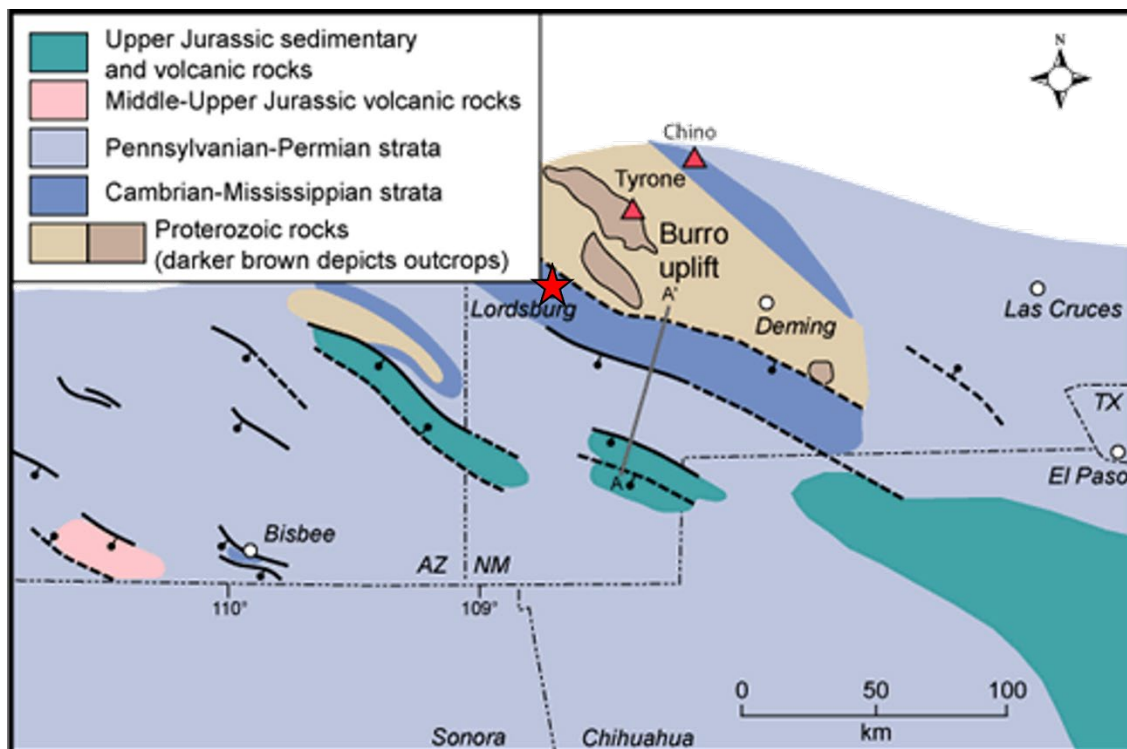 Upper Jurassic sedimentary
and volcanic rocks
Middle-Upper Jurassic volcanic rocks
Pennsylvanian-Permian strata
Cambrian-Mississippian strata
Proterozoic rocks
(darker brown depicts outcrops)
N
Chino
Tyrone
Burro
uplift
A'
Lordsburg
Deming
Las Cruces
TX
El Paso
A
Bisbee
AZ
NM
110°
109°
0
50
100
km
Sonora
Chihuahua